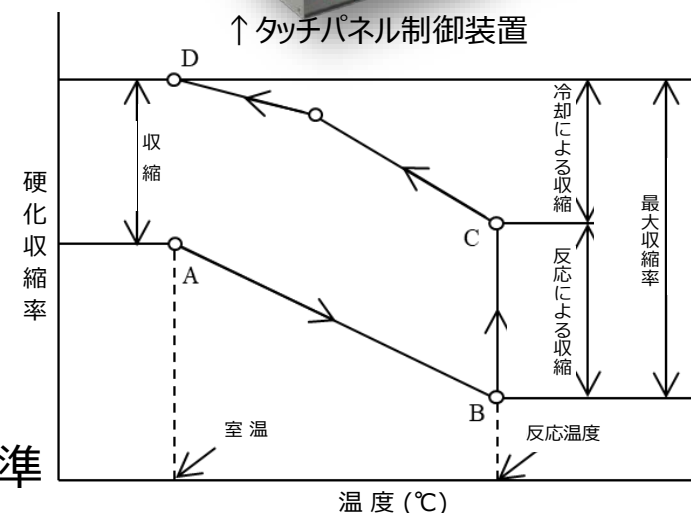 ↑タッチパネル制御装置
D
収縮
冷却による収縮
最大収縮率
硬化収縮率
C
A
反応による収縮
B
室 温
反応温度
準
温 度 (℃)